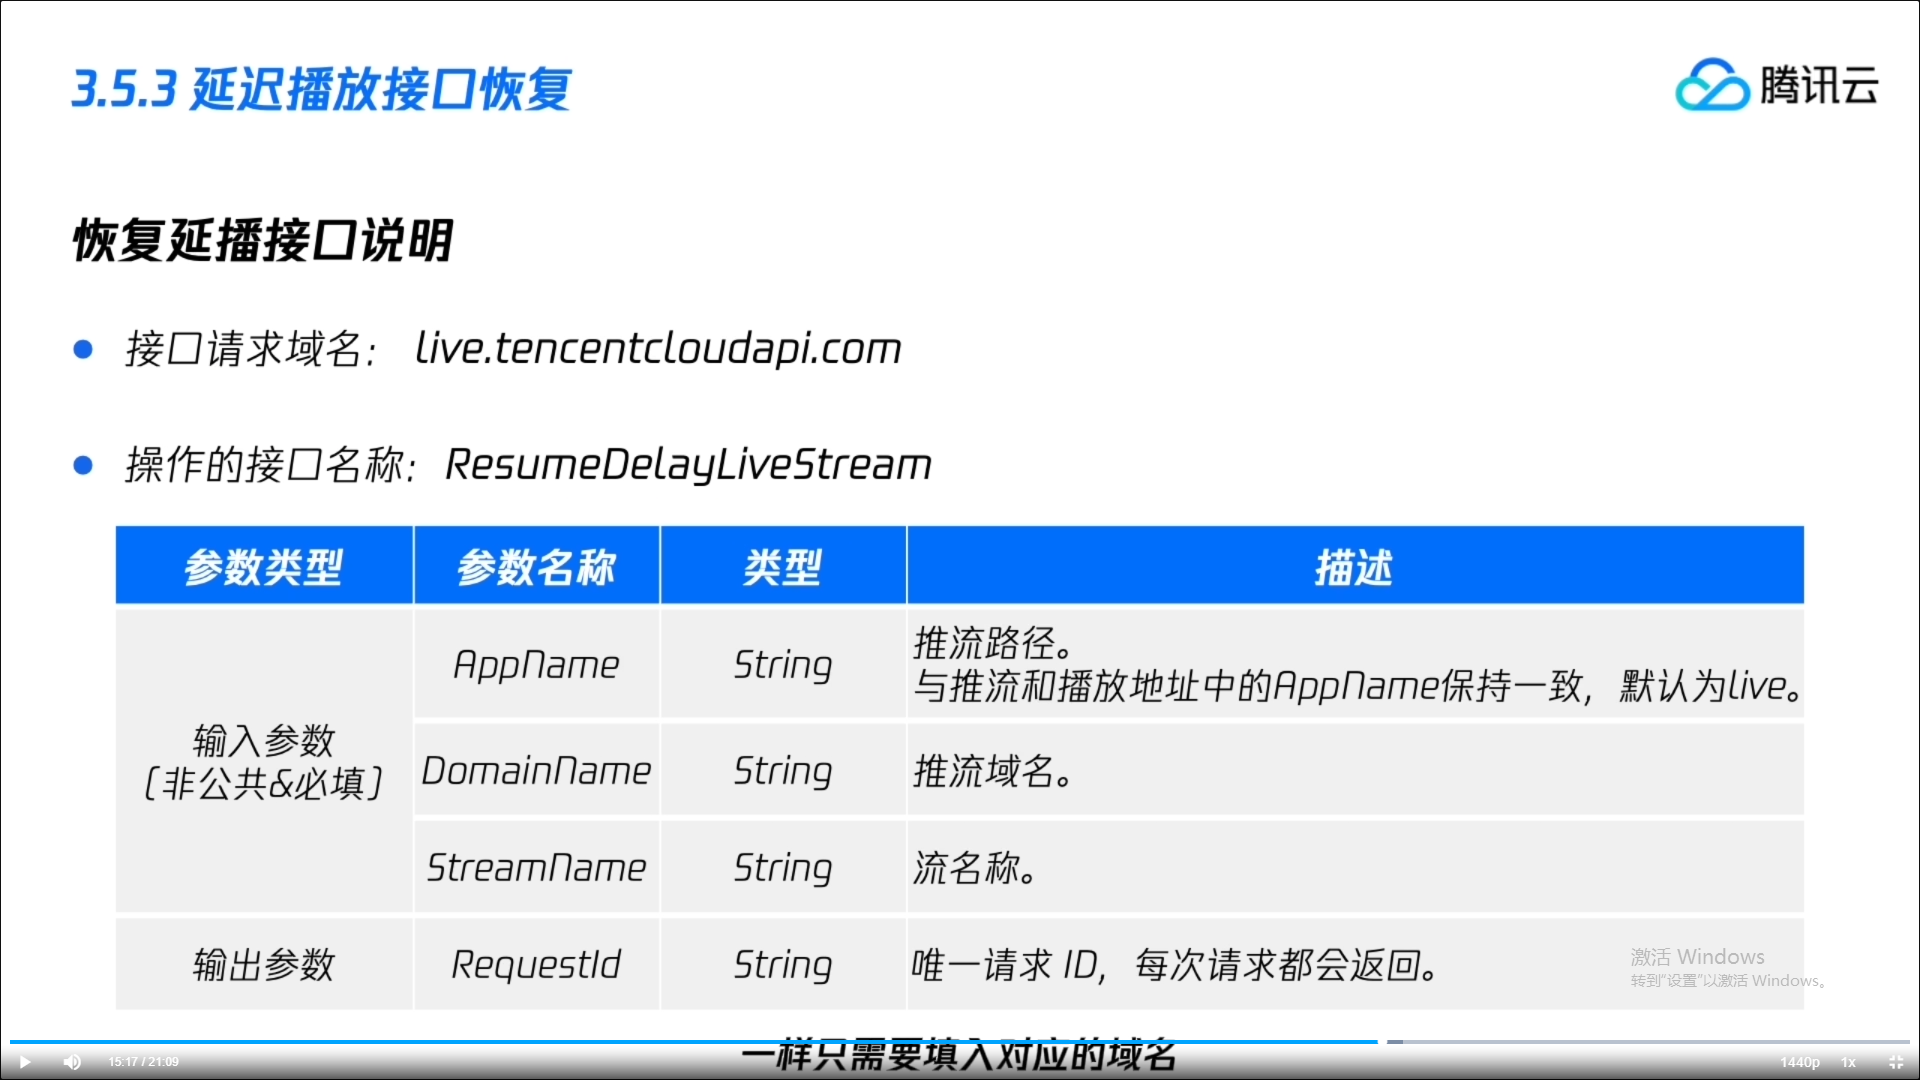 3.5.3 延迟播放接口恢复
腾讯云
恢复延播接口说明
接口请求域名： live.tencentcloudapi.com
操作的接口名称：ResumeDelayLiveStream
参数类型 参数名称 类型 描述
输入参数
（非公共&必填）
AppName String 推流路径。
与推流和播放地址中的AppName保持一致，默认为live。
DomainName String 推流域名。
StreamName String 流名称。
输出参数 RequestId String 唯一请求 ID，每次请求都会返回。
激活 Windows
转到“设置”以激活 Windows。
一样只需要填入对应的域名
15:17 / 21:09 1440p 1x